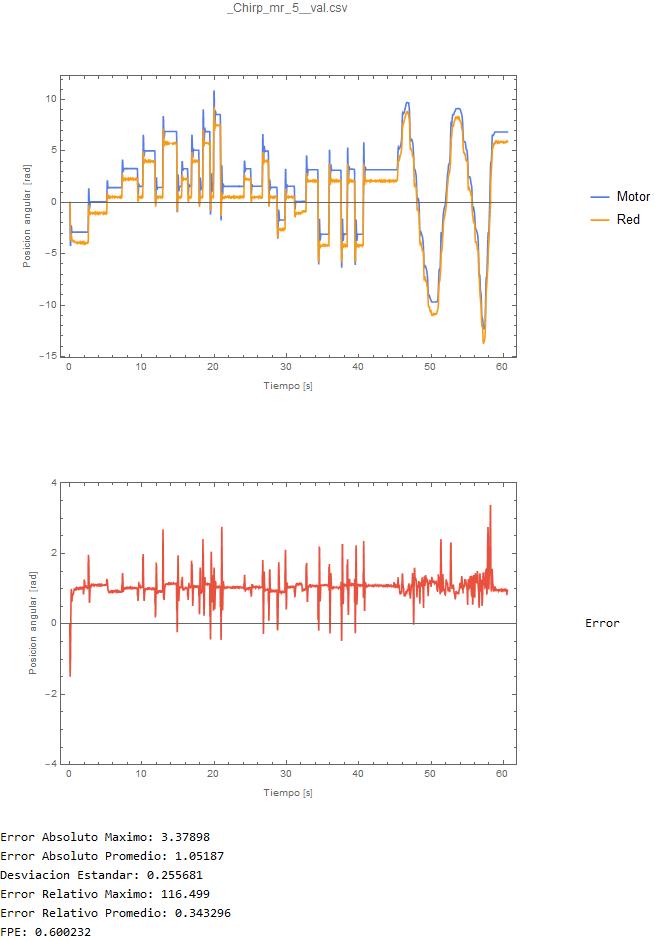 _Chirp_mr_5__val.csv
10
5
0
-5
-10
-15
Posicion angular [rad]
0 10 20 30 40 50 60
Tiempo [s]
Motor
Red
4
2
0
-2
-4
Posicion angular [rad]
0 10 20 30 40 50 60
Tiempo [s]
Error
Error Absoluto Maximo: 3.37898
Error Absoluto Promedio: 1.05187
Desviacion Estandar: 0.255681
Error Relativo Maximo: 116.499
Error Relativo Promedio: 0.343296
FPE: 0.600232